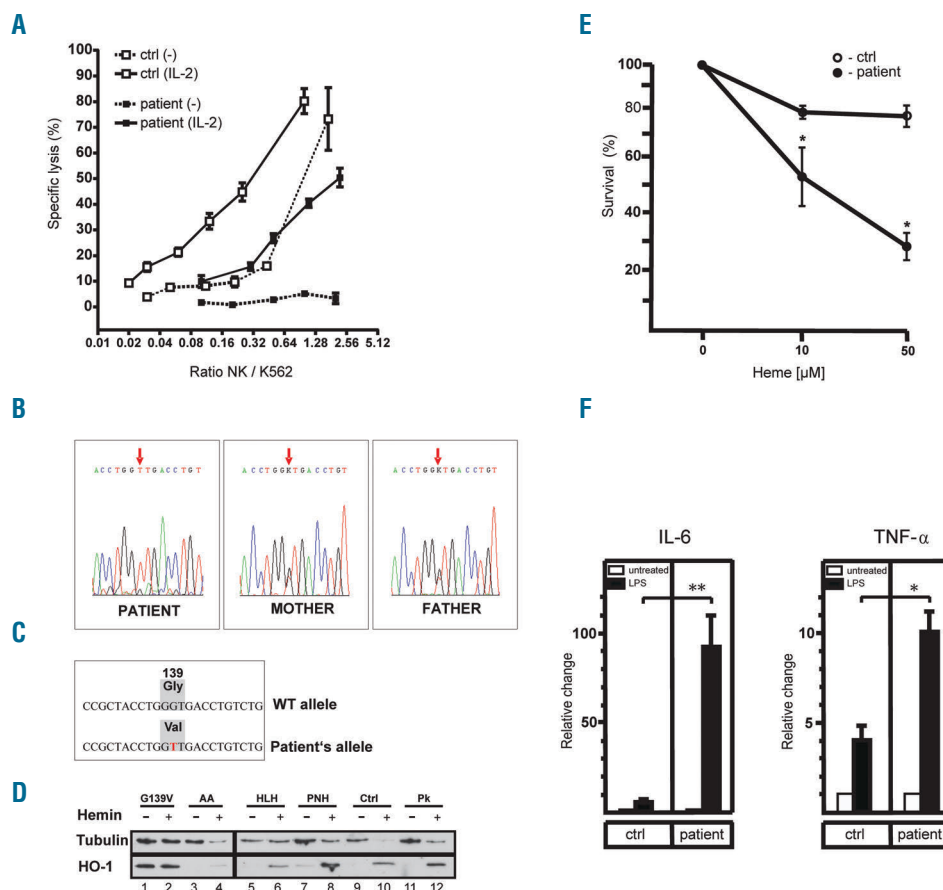 A
ctrl (-)
ctrl (IL-2)
patient (-)
patient (IL-2)
Specific lysis (%)
100
90
80
70
60
50
40
30
20
10
0
0.01 0.02 0.04 0.08 0.16 0.32 0.64 1.28 2.56 5.12
Ratio NK / K562
B
ACCTGGTTGACCTGT
PATIENT
ACCTGGKTGACCTGT
MOTHER
ACCTGGKTGACCTGT
FATHER
C
139
Gly
CCGCTACCTGGGTGACCTGTCTG WT allele
Val
CCGCTACCTGGTTGACCTGTCTG Patient's allele
D
G139V AA HLH PNH Ctrl Pk
Hemin - + - + - + - + - + - +
Tubulin
HO-1
1 2 3 4 5 6 7 8 9 10 11 12
E
- ctrl
- patient
Survival (%)
100
80
60
40
20
*
*
0 10 50
Heme [µM]
F
IL-6
untreated
LPS
**
Relative change
100
50
ctrl patient
TNF-α
untreated
LPS
*
Relative change
10
5
ctrl patient